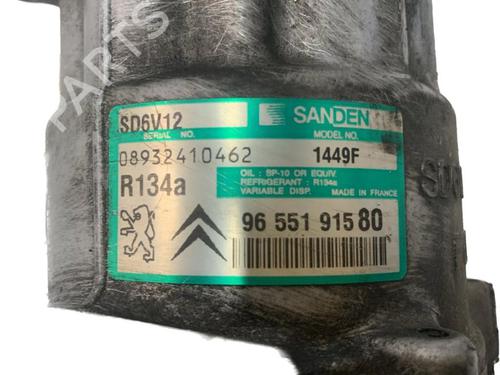 SD6V12
SANDEN
SERIAL NO.
MODEL NO.
08932410462
1449F
R134a
OIL : SP-10 OR EQUIV
REFRIGERANT : R134a
VARIABLE DISP. MADE IN FRANCE
96 551 915 80
B-PARTS